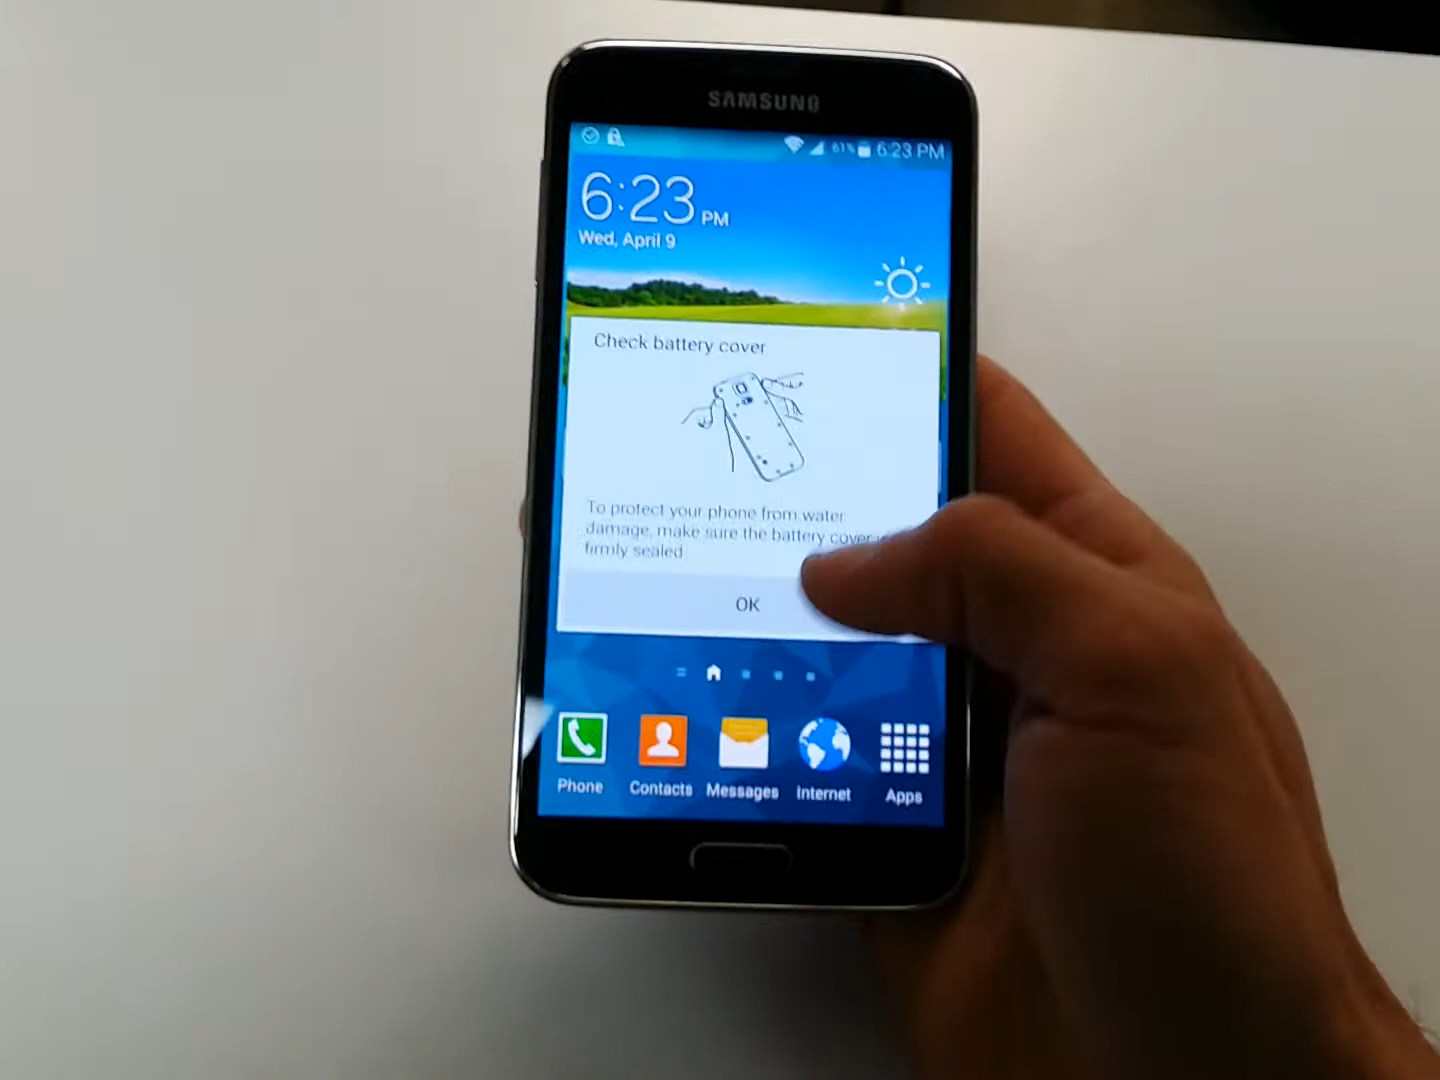 SAMSUNG
61% 6:23 PM
6:23 PM
Wed, April 9
Check battery cover
To protect your phone from water
damage, make sure the battery cover
firmly sealed
OK
Phone Contacts Messages Internet Apps